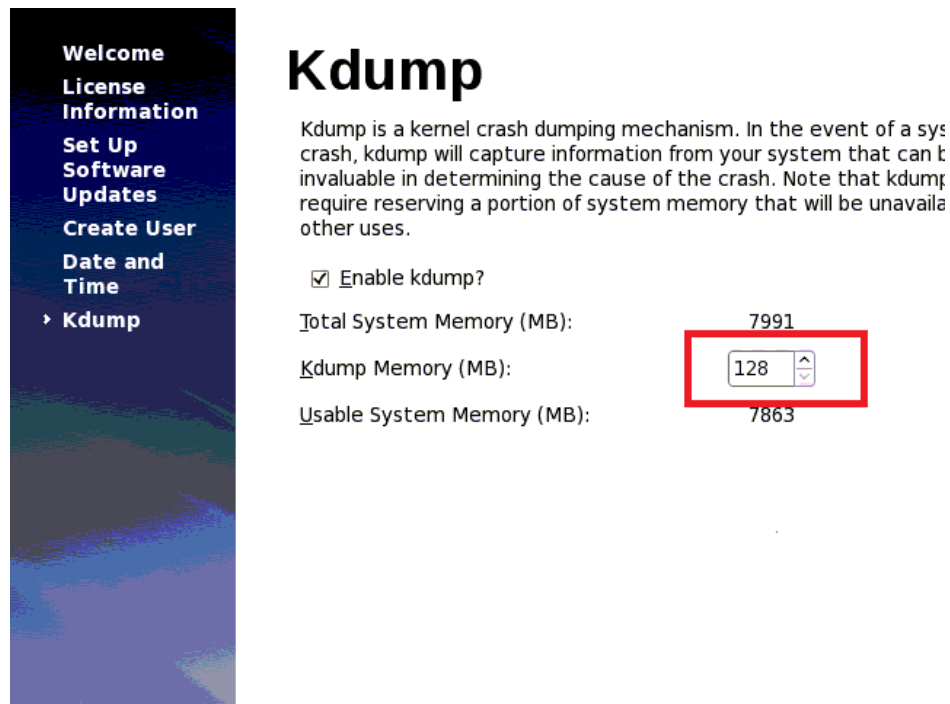 Welcome
License
Information
Set Up
Software
Updates
Create User
Date and
Time
Kdump
Kdump
Kdump is a kernel crash dumping mechanism. In the event of a sys
crash, kdump will capture information from your system that can b
invaluable in determining the cause of the crash. Note that kdump
require reserving a portion of system memory that will be unavaila
other uses.
Enable kdump?
Total System Memory (MB): 7991
Kdump Memory (MB): 128
Usable System Memory (MB): 7863